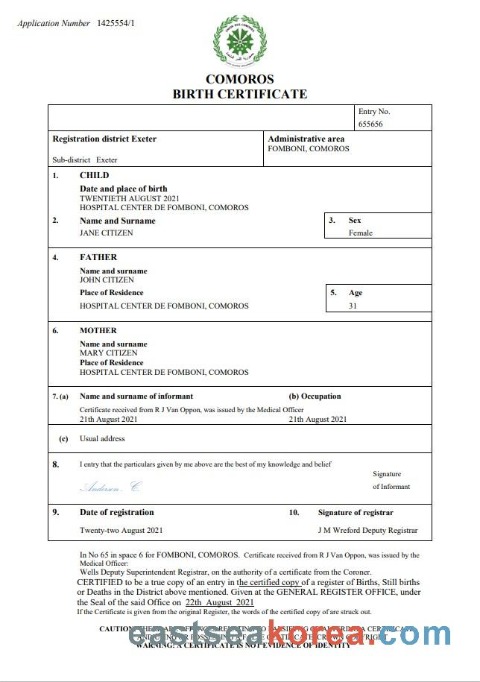 Application Number 1425554/1
COMOROS
BIRTH CERTIFICATE
Entry No.
655656
Registration district Exeter
Administrative area
FOMBONI, COMOROS
Sub-district Exeter
1. CHILD
Date and place of birth
TWENTIETH AUGUST 2021
HOSPITAL CENTER DE FOMBONI, COMOROS
2. Name and Surname
3. Sex
JANE CITIZEN
Female
4. FATHER
Name and surname
JOHN CITIZEN
Place of Residence
5. Age
HOSPITAL CENTER DE FOMBONI, COMOROS
31
6. MOTHER
Name and surname
MARY CITIZEN
Place of Residence
HOSPITAL CENTER DE FOMBONI, COMOROS
7. (a) Name and surname of informant
(b) Occupation
Certificate received from R J Van Oppon, was issued by the Medical Officer
21th August 2021
21th August 2021
(c) Usual address
8. I entry that the particulars given by me above are the best of my knowledge and belief
Signature
of Informant
Anderson C
9. Date of registration
10. Signature of registrar
Twenty-two August 2021
J M Wreford Deputy Registrar
In No 65 in space 6 for FOMBONI, COMOROS. Certificate received from R J Van Oppon, was issued by the
Medical Officer:
Wells Deputy Superintendent Registrar, on the authority of a certificate from the Coroner.
CERTIFIED to be a true copy of an entry in the certified copy of a register of Births, Still births
or Deaths in the District above mentioned. Given at the GENERAL REGISTER OFFICE, under
the Seal of the said Office on 22th August 2021
If the Certificate is given from the original Register, the words of the certified copy of are struck out.
CAUTION
WARNING: A CERTIFICATE IS NOT EVIDENCE OF IDENTITY
korea.com